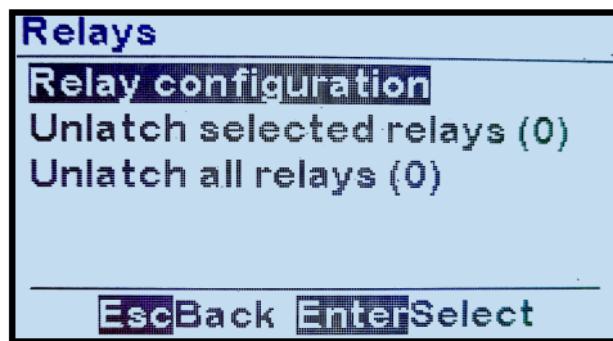 Relays
Relay configuration
Unlatch selected relays (0)
Unlatch all relays (0)
EscBack EnterSelect